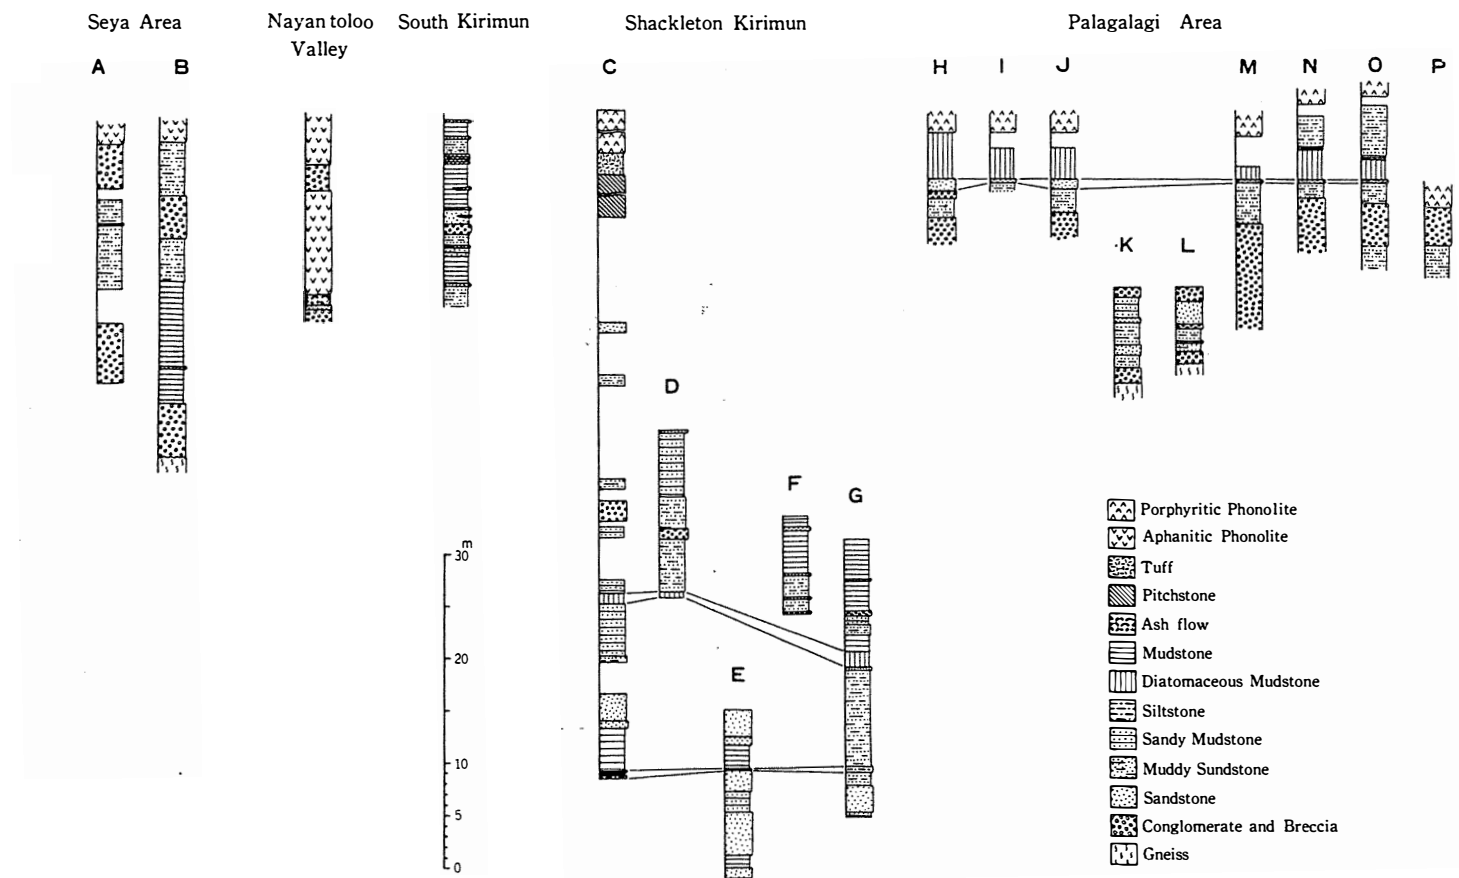 Seya Area
Nayan toloo
Valley
South Kirimun
Shackleton Kirimun
Palagalagi Area
A
B
C
H
I
J
M
N
O
P
K
L
D
F
G
E
m
30
20
10
5
0
Porphyritic Phonolite
Aphanitic Phonolite
Tuff
Pitchstone
Ash flow
Mudstone
Diatomaceous Mudstone
Siltstone
Sandy Mudstone
Muddy Sundstone
Sandstone
Conglomerate and Breccia
Gneiss